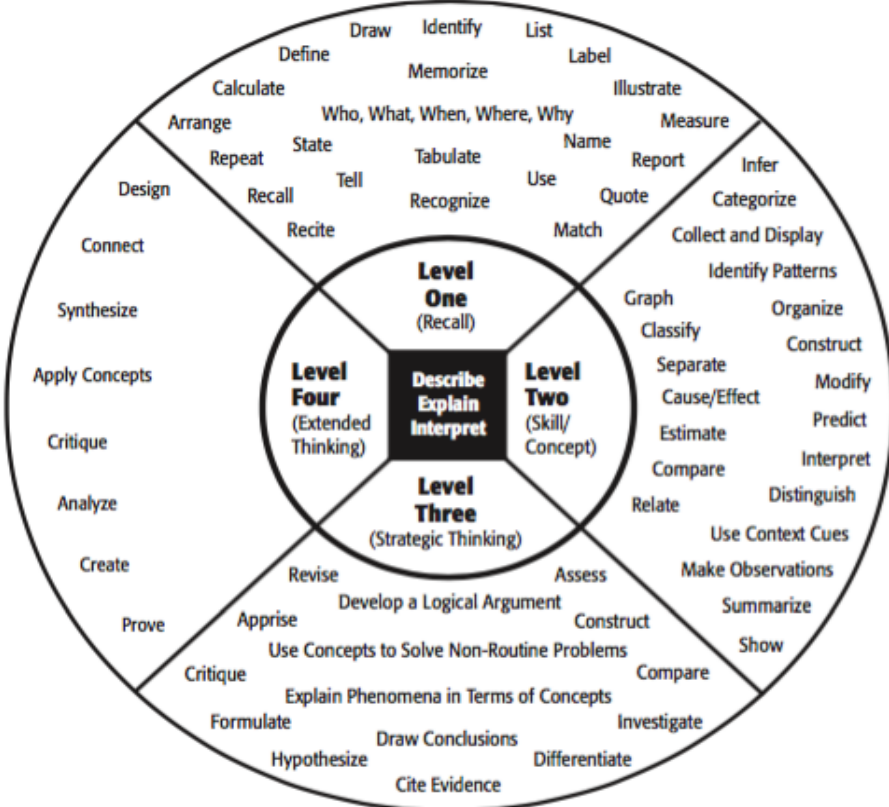 Draw
Identify
List
Define
Label
Memorize
Calculate
Illustrate
Arrange
Who, What, When, Where, Why
Measure
State
Name
Repeat
Tabulate
Report
Tell
Use
Recall
Recognize
Quote
Recite
Match
Level
One
(Recall)
Infer
Categorize
Collect and Display
Identify Patterns
Graph
Organize
Classify
Construct
Separate
Modify
Cause/Effect
Predict
Estimate
Interpret
Compare
Distinguish
Relate
Use Context Cues
Make Observations
Summarize
Show
Level
Two
(Skill/
Concept)
Describe
Explain
Interpret
Level
Three
(Strategic Thinking)
Revise
Assess
Develop a Logical Argument
Apprise
Construct
Use Concepts to Solve Non-Routine Problems
Critique
Compare
Explain Phenomena in Terms of Concepts
Formulate
Investigate
Draw Conclusions
Hypothesize
Differentiate
Cite Evidence
Level
Four
(Extended
Thinking)
Design
Connect
Synthesize
Apply Concepts
Critique
Analyze
Create
Prove